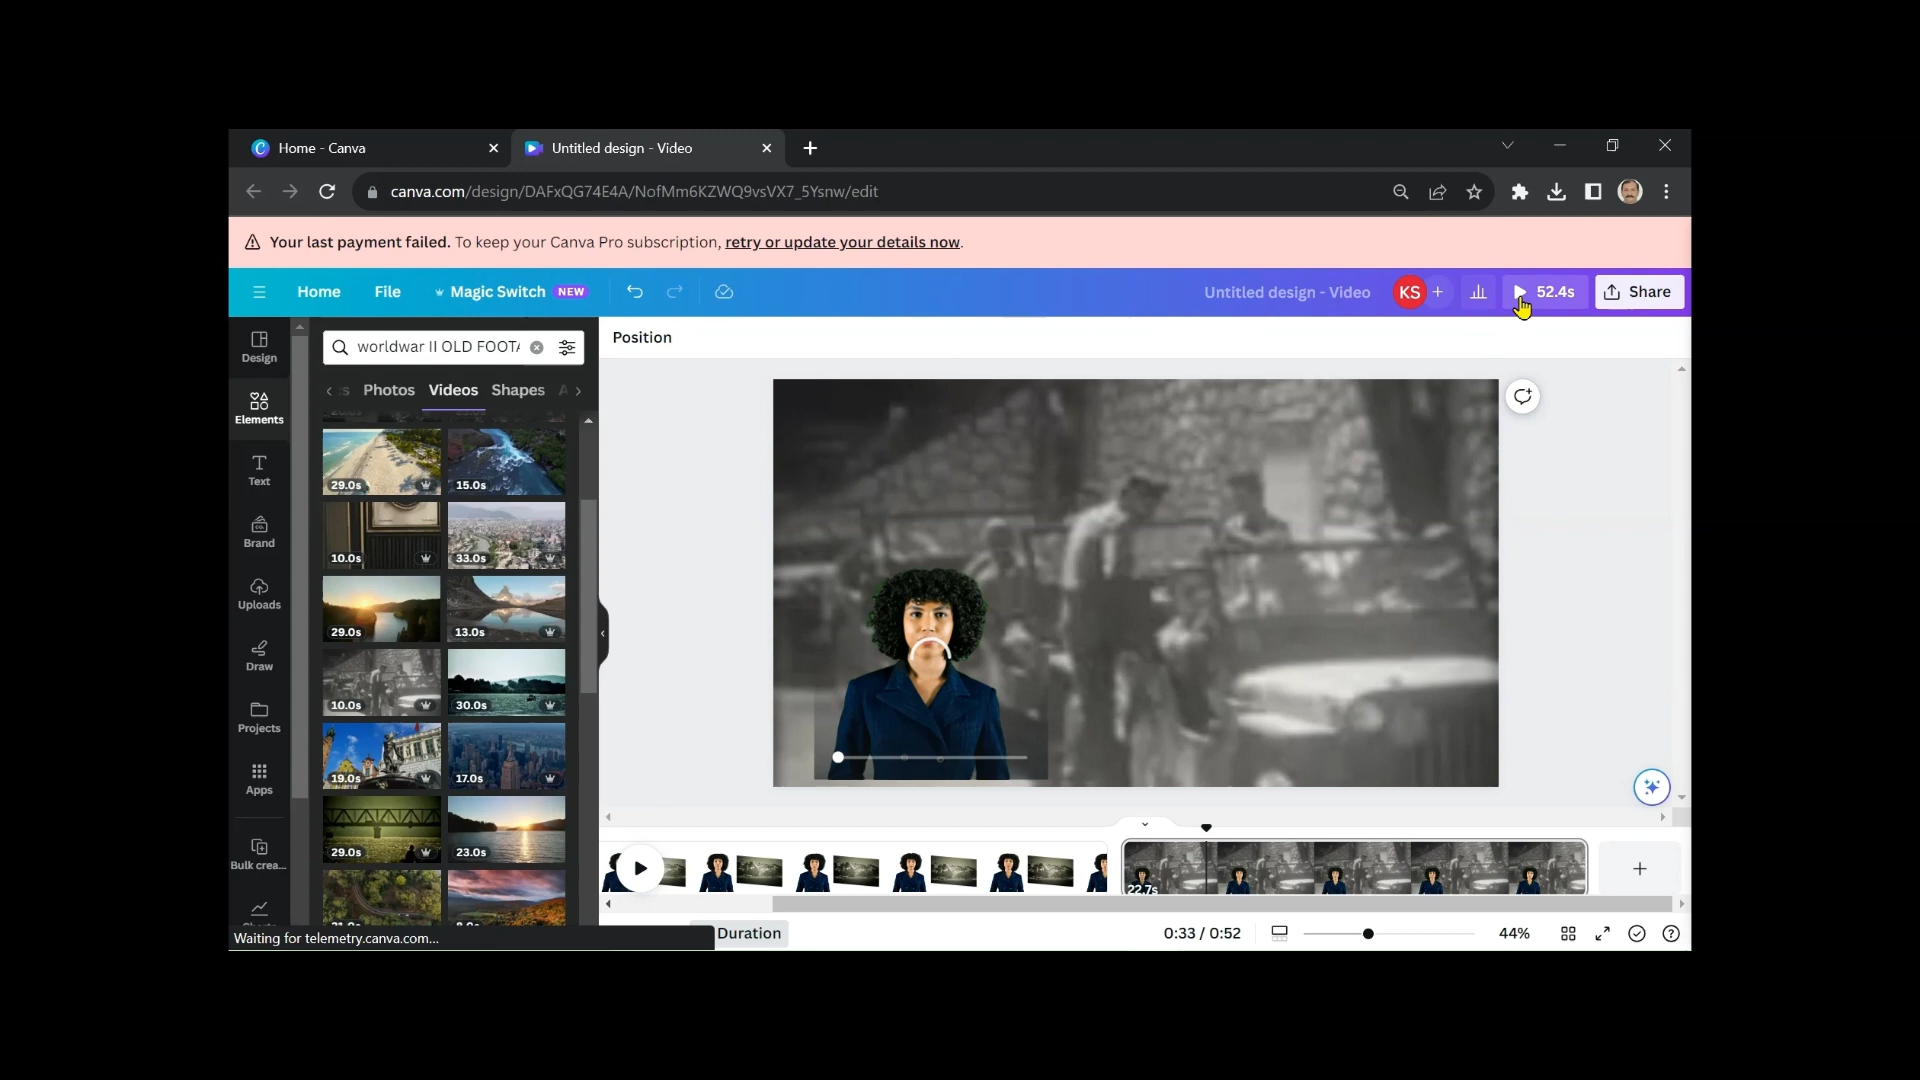 Home - Canva
Untitled design - Video
canva.com/design/DAFxQG74E4A/NofMm6KZWQ9vsVX7_5Ysnw/edit
Your last payment failed. To keep your Canva Pro subscription, retry or update your details now.
Home
File
Magic Switch NEW
Untitled design - Video
KS
52.4s
Share
Design
Elements
Text
Brand
Uploads
Draw
Projects
Apps
Bulk crea...
worldwar II OLD FOOTA
Photos
Videos
Shapes
Position
29.0s
15.0s
10.0s
33.0s
29.0s
13.0s
10.0s
30.0s
19.0s
17.0s
29.0s
23.0s
22.7s
Waiting for telemetry.canva.com...
Duration
0:33 / 0:52
44%